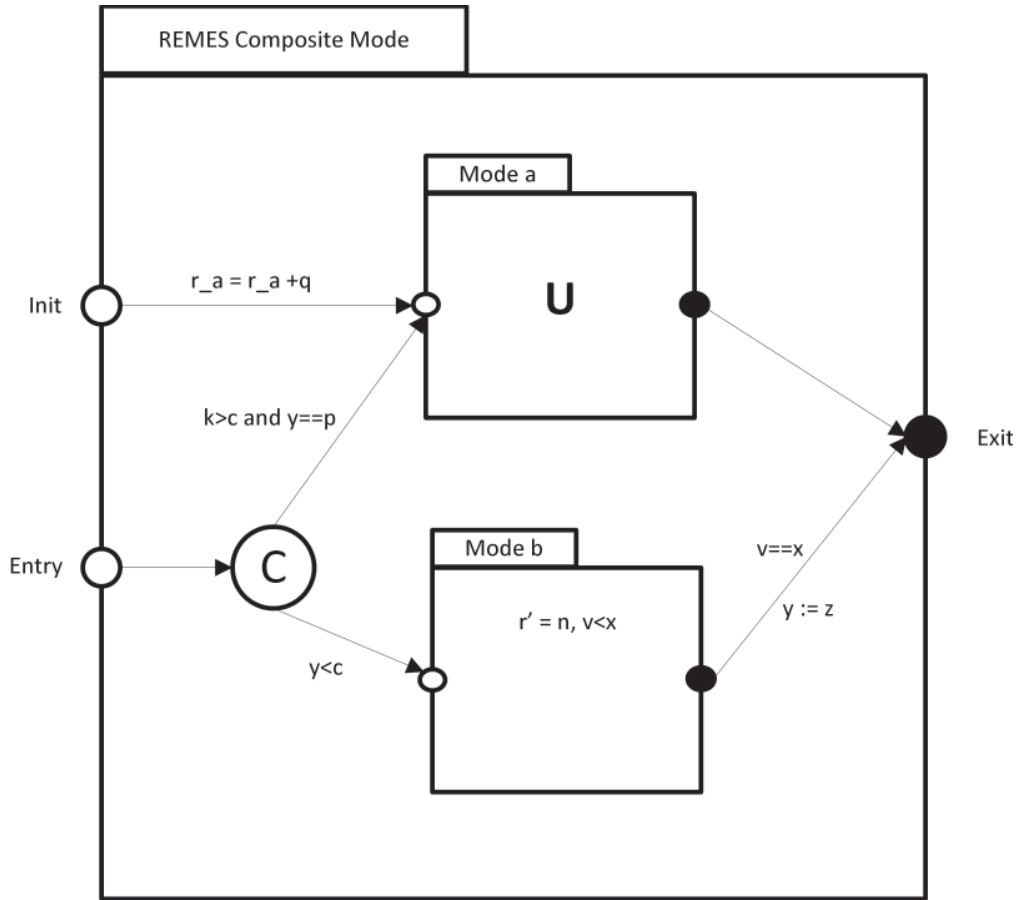 REMES Composite Mode
Mode a
r_a = r_a +q
U
Init
k>c and y==p
Exit
Mode b
Entry
C
v==x
r’ = n, v<x
y := z
y<c